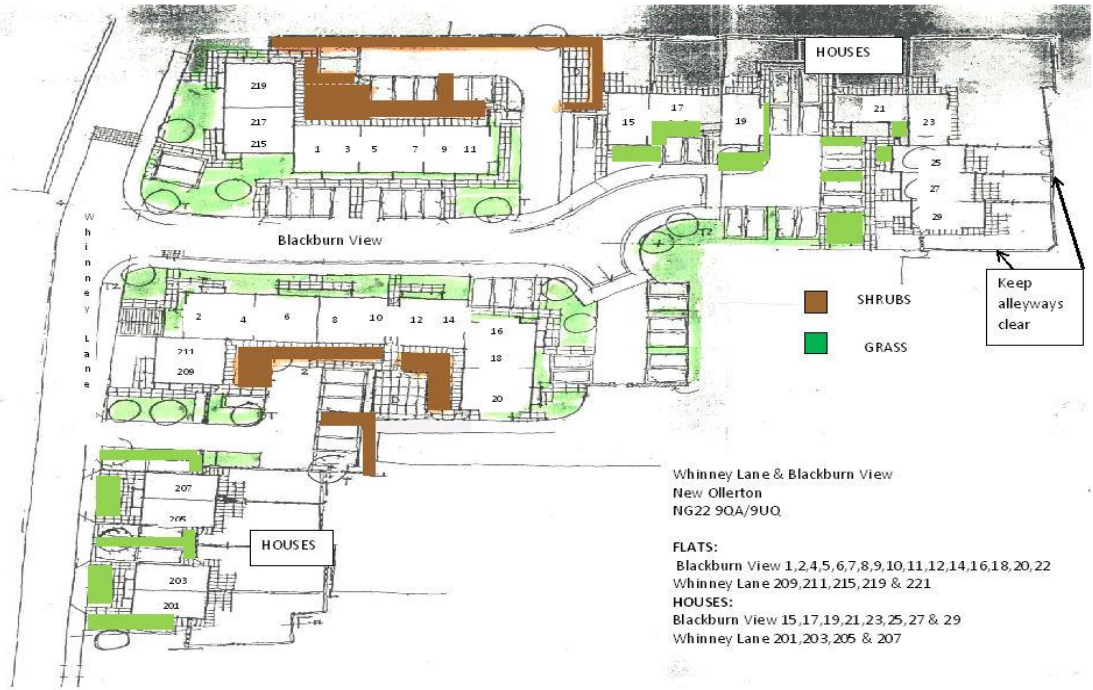 HOUSES
219
217
215
1 3 5 7 9 11
15
17
19
21
23
25
27
29
Whinney Lane
Blackburn View
Keep
alleyways
clear
SHRUBS
GRASS
2 4 6 8 10 12 14
16
18
20
211
209
207
205
203
201
HOUSES
Whinney Lane & Blackburn View
New Ollerton
NG22 9QA/9UQ
FLATS:
Blackburn View 1,2,4,5,6,7,8,9,10,11,12,14,16,18,20,22
Whinney Lane 209,211,215,219 & 221
HOUSES:
Blackburn View 15,17,19,21,23,25,27 & 29
Whinney Lane 201,203,205 & 207